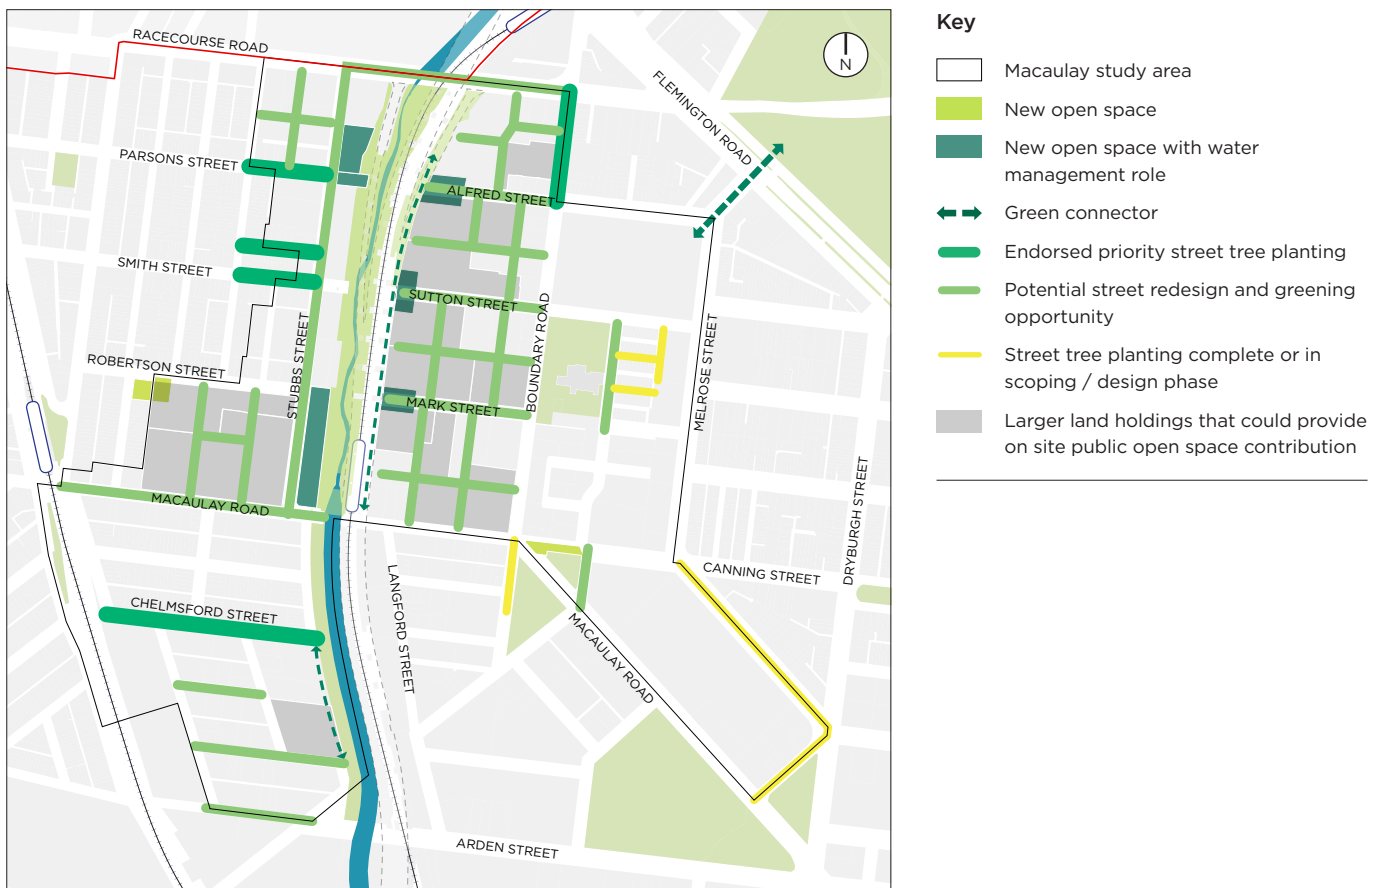 RACECOURSE ROAD
N
FLEMINGTON ROAD
PARSONS STREET
ALFRED STREET
SMITH STREET
SUTTON STREET
BOUNDARY ROAD
STUBBS STREET
MELROSE STREET
ROBERTSON STREET
MARK STREET
MACAULAY ROAD
DRYBURGH STREET
CANNING STREET
LANGFORD STREET
CHELMSFORD STREET
MACAULAY ROAD
ARDEN STREET
Key
Macaulay study area
New open space
New open space with water
management role
Green connector
Endorsed priority street tree planting
Potential street redesign and greening
opportunity
Street tree planting complete or in
scoping / design phase
Larger land holdings that could provide
on site public open space contribution